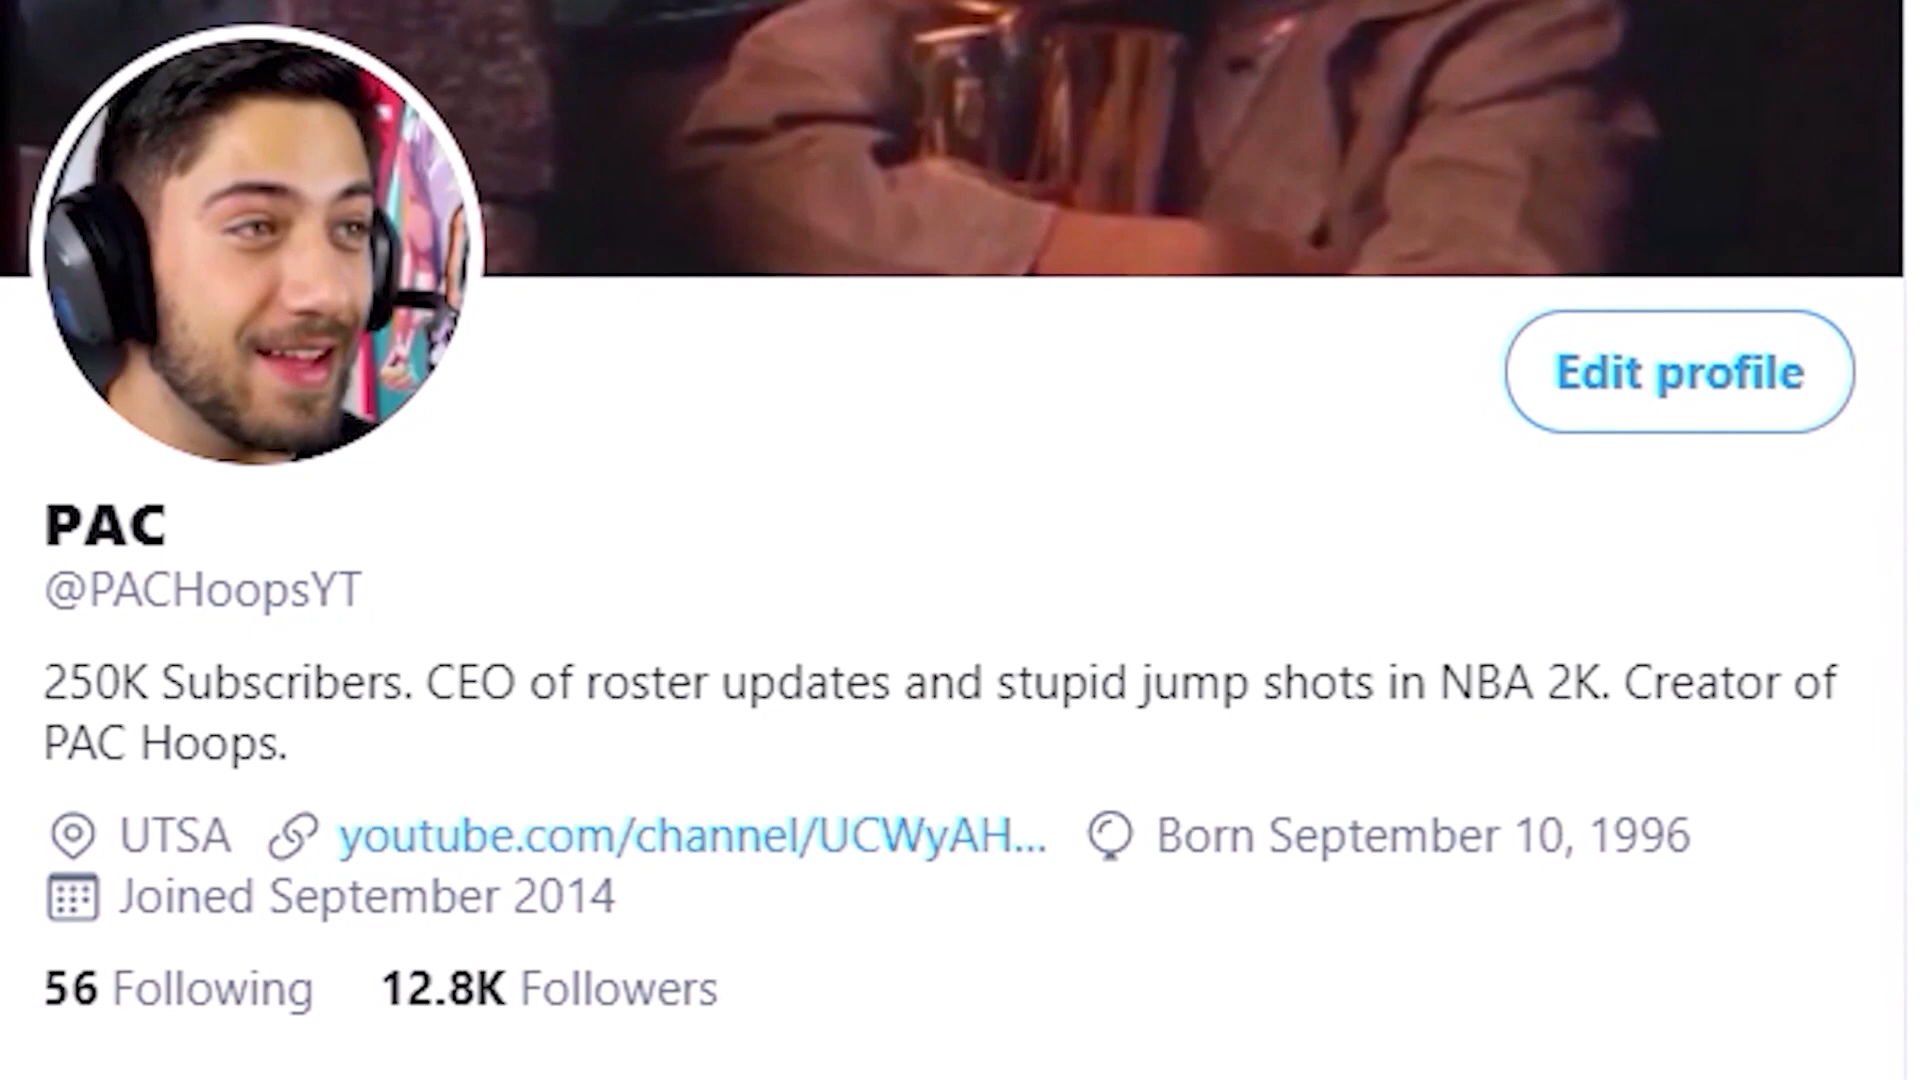 Edit profile
PAC
@PACHoopsYT
250K Subscribers. CEO of roster updates and stupid jump shots in NBA 2K. Creator of
PAC Hoops.
UTSA youtube.com/channel/UCWyAH... Born September 10, 1996
Joined September 2014
56 Following 12.8K Followers